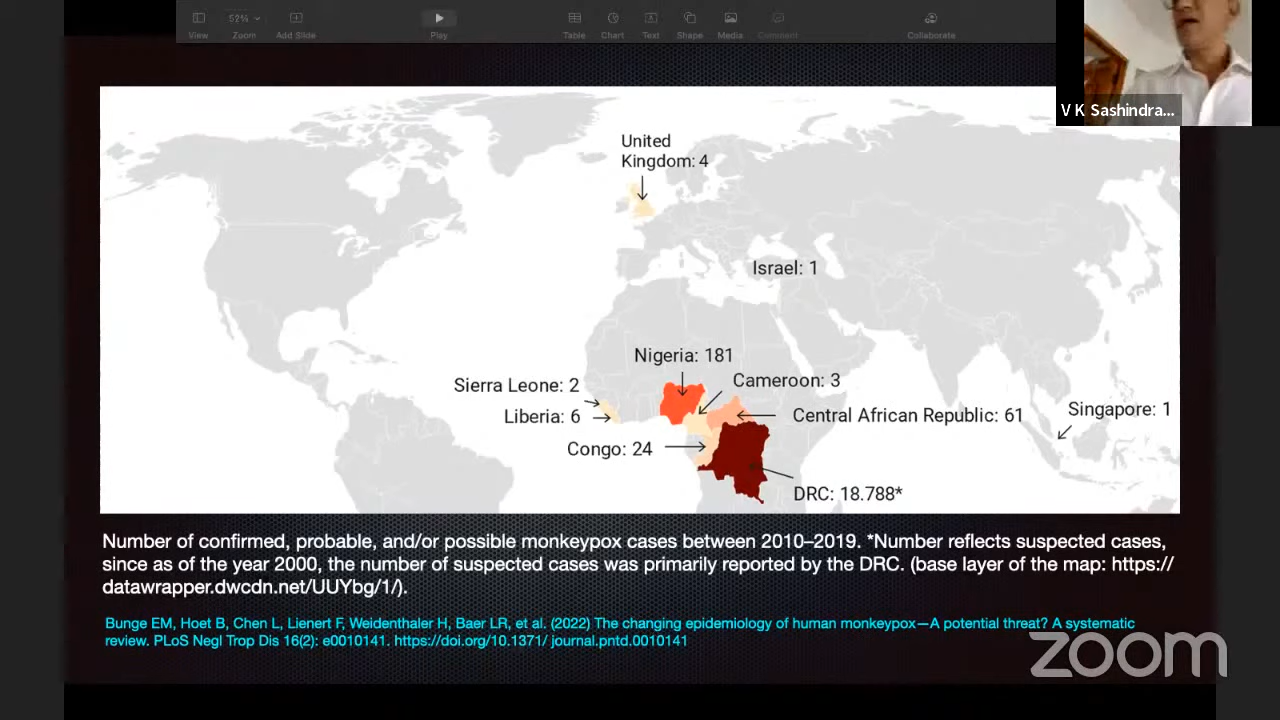 View
52%
Zoom
Add Slide
Play
Table
Chart
Text
Shape
Media
Comment
Collaborate
V K Sashindra...
United
Kingdom: 4
Israel: 1
Nigeria: 181
Cameroon: 3
Sierra Leone: 2
Liberia: 6
Central African Republic: 61
Singapore: 1
Congo: 24
DRC: 18.788*
Number of confirmed, probable, and/or possible monkeypox cases between 2010–2019. *Number reflects suspected cases,
since as of the year 2000, the number of suspected cases was primarily reported by the DRC. (base layer of the map: https://
datawrapper.dwcdn.net/UUYbg/1/).
Bunge EM, Hoet B, Chen L, Lienert F, Weidenthaler H, Baer LR, et al. (2022) The changing epidemiology of human monkeypox—A potential threat? A systematic
review. PLoS Negl Trop Dis 16(2): e0010141. https://doi.org/10.1371/ journal.pntd.0010141
zoom